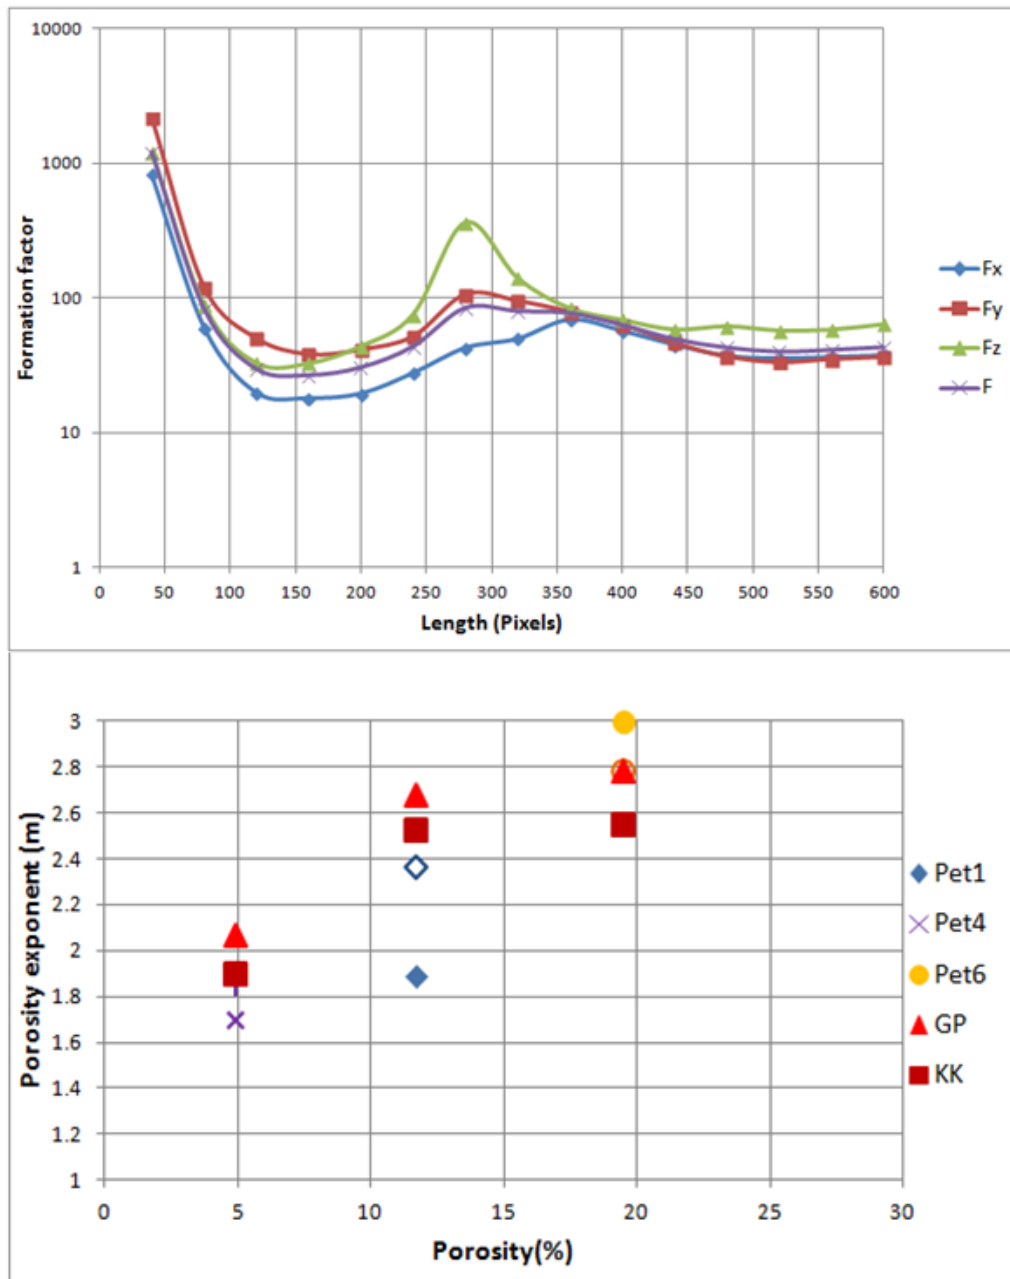 10000
1000
100
10
1
Formation factor
0 50 100 150 200 250 300 350 400 450 500 550 600
Length (Pixels)
Fx
Fy
Fz
F
3
2.8
2.6
2.4
2.2
2
1.8
1.6
1.4
1.2
1
Porosity exponent (m)
0 5 10 15 20 25 30
Porosity(%)
Pet1
Pet4
Pet6
GP
KK